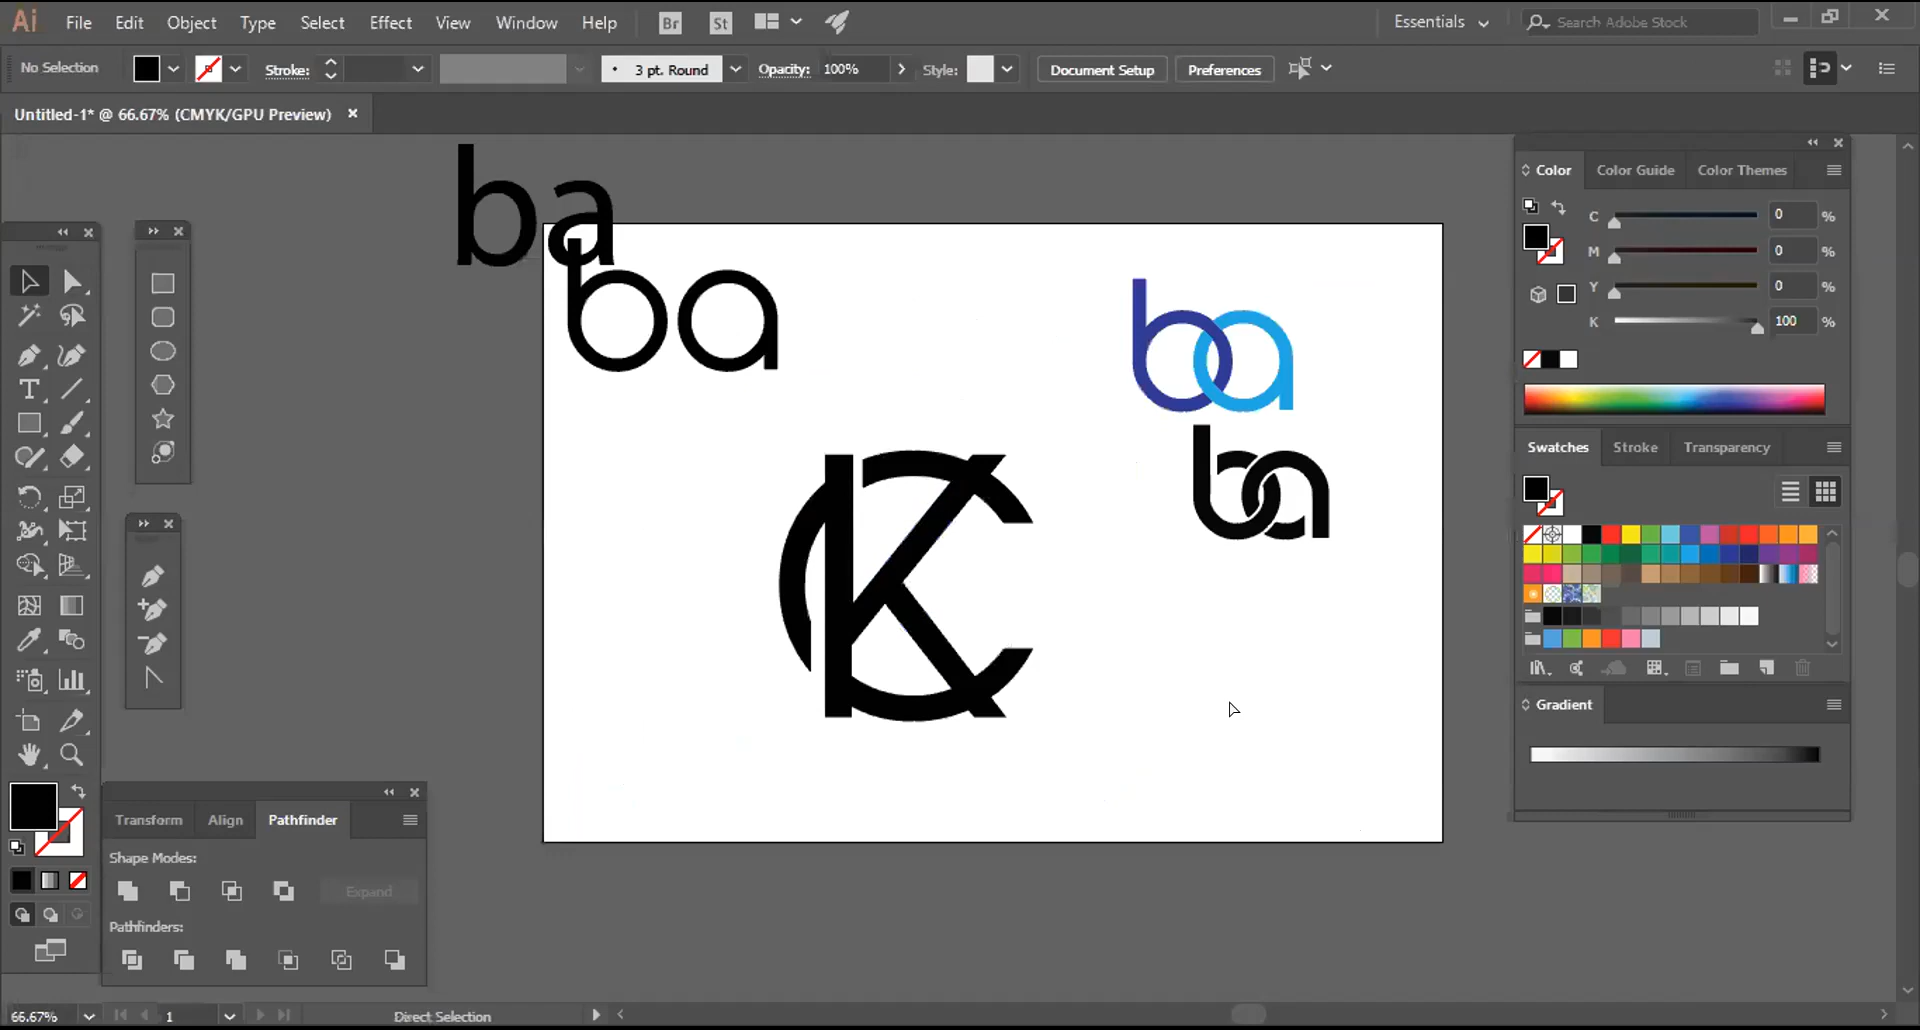 Ai File Edit Object Type Select Effect View Window Help Br St Essentials Search Adobe Stock
No Selection Stroke: 3 pt. Round Opacity: 100% Style: Document Setup Preferences
Untitled-1* @ 66.67% (CMYK/GPU Preview)
ba
ba
ba
ba
KC
Color Color Guide Color Themes
C 0 %
M 0 %
Y 0 %
K 100 %
Swatches Stroke Transparency
Gradient
T
Transform Align Pathfinder
Shape Modes:
Expand
Pathfinders:
66.67% 1 Direct Selection